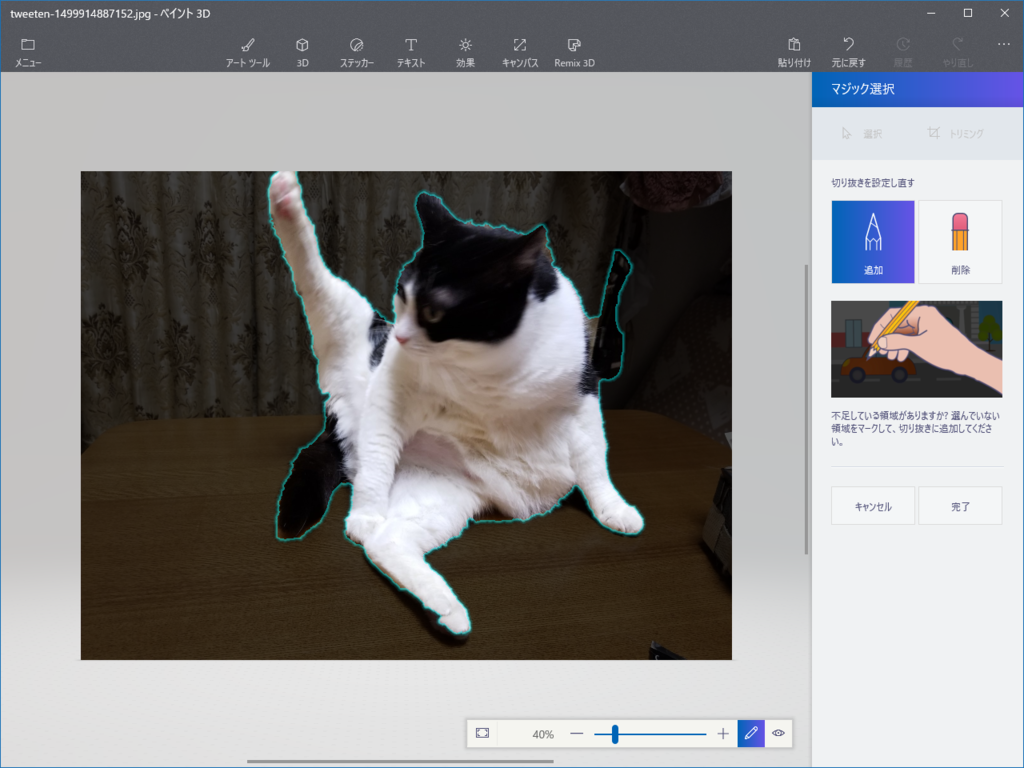 tweeten-1499914887152.jpg - ペイント 3D
メニュー
アート ツール
3D
ステッカー
テキスト
効果
キャンバス
Remix 3D
貼り付け
元に戻す
履歴
やり直し
マジック選択
選択
トリミング
切り抜きを設定し直す
追加
削除
不足している領域がありますか? 選んでいない
領域をマークして、切り抜きに追加してくださ
い。
キャンセル
完了
40%